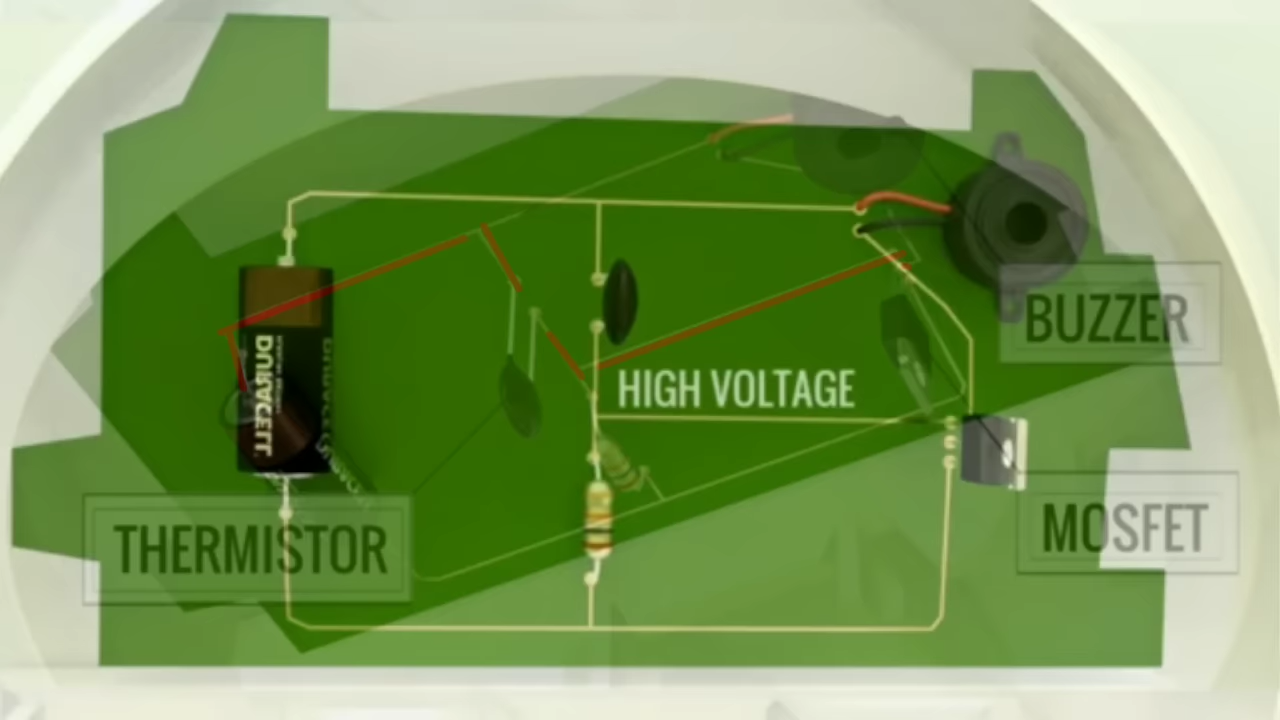 BUZZER
HIGH VOLTAGE
DURACELL
THERMISTOR
MOSFET